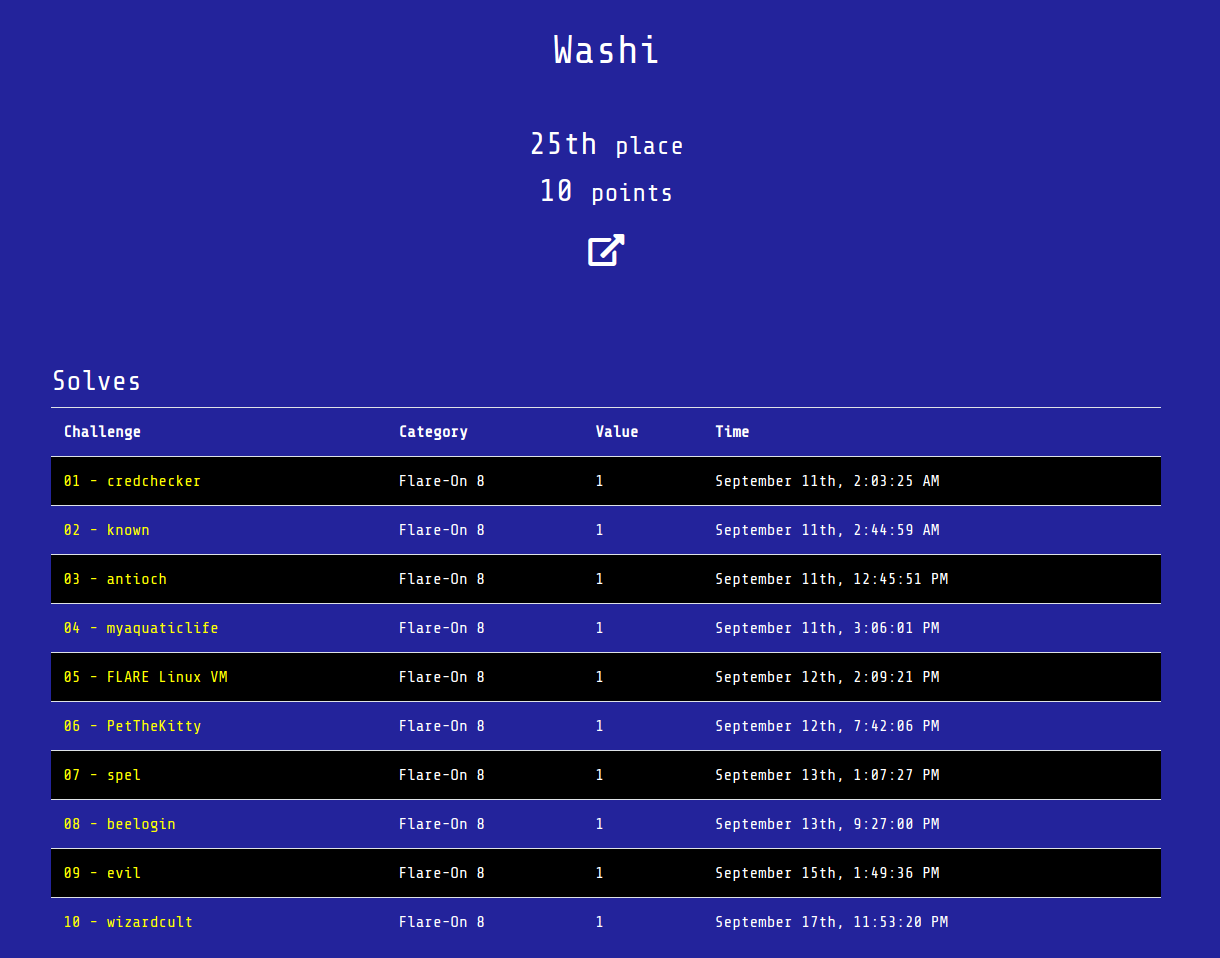 Washi
25th place
10 points
Solves
Challenge Category Value Time
01 - credchecker Flare-On 8 1 September 11th, 2:03:25 AM
02 - known Flare-On 8 1 September 11th, 2:44:59 AM
03 - antioch Flare-On 8 1 September 11th, 12:45:51 PM
04 - myaquaticlife Flare-On 8 1 September 11th, 3:06:01 PM
05 - FLARE Linux VM Flare-On 8 1 September 12th, 2:09:21 PM
06 - PetTheKitty Flare-On 8 1 September 12th, 7:42:06 PM
07 - spel Flare-On 8 1 September 13th, 1:07:27 PM
08 - beelogin Flare-On 8 1 September 13th, 9:27:00 PM
09 - evil Flare-On 8 1 September 15th, 1:49:36 PM
10 - wizardcult Flare-On 8 1 September 17th, 11:53:20 PM